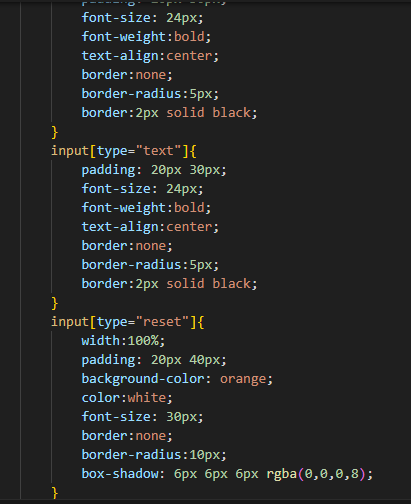 font-size: 24px;
font-weight:bold;
text-align:center;
border:none;
border-radius:5px;
border:2px solid black;
}
input[type="text"]{
padding: 20px 30px;
font-size: 24px;
font-weight:bold;
text-align:center;
border:none;
border-radius:5px;
border:2px solid black;
}
input[type="reset"]{
width:100%;
padding: 20px 40px;
background-color: orange;
color:white;
font-size: 30px;
border:none;
border-radius:10px;
box-shadow: 6px 6px 6px rgba(0,0,0,8);
}